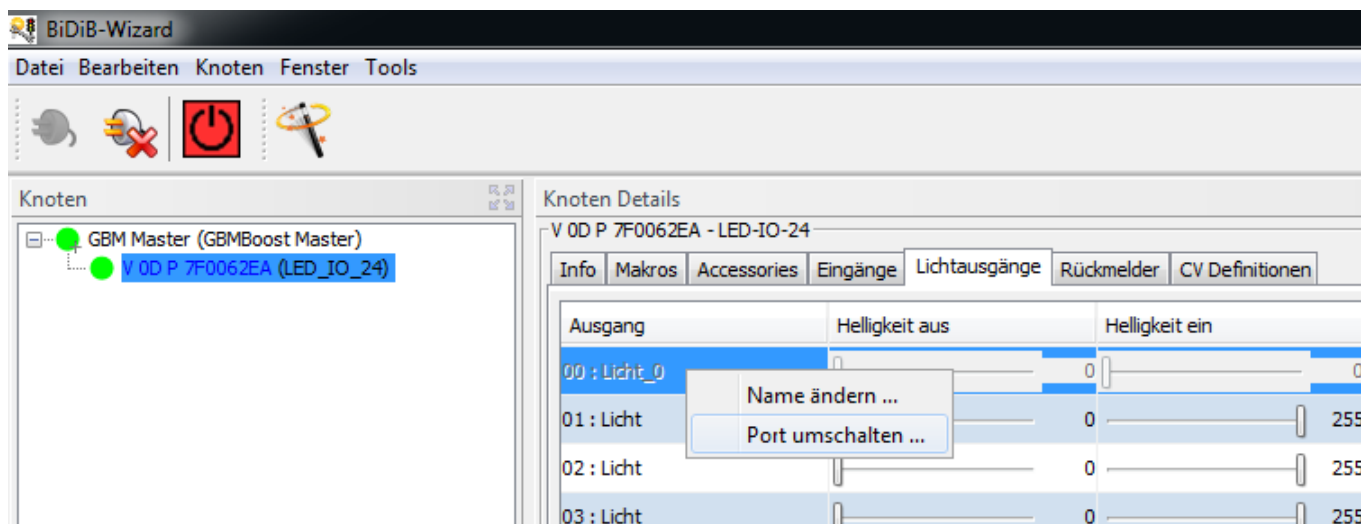 BiDiB-Wizard
Datei Bearbeiten Knoten Fenster Tools
Knoten
GBM Master (GBMBoost Master)
V 0D P 7F0062EA (LED_IO_24)
Knoten Details
V 0D P 7F0062EA - LED-IO-24
Info Makros Accessories Eingänge Lichtausgänge Rückmelder CV Definitionen
Ausgang Helligkeit aus Helligkeit ein
00 : Licht_0 0 0
Name ändern ...
01 : Licht 0 255
Port umschalten ...
02 : Licht 0 255
03 : Licht 0 255